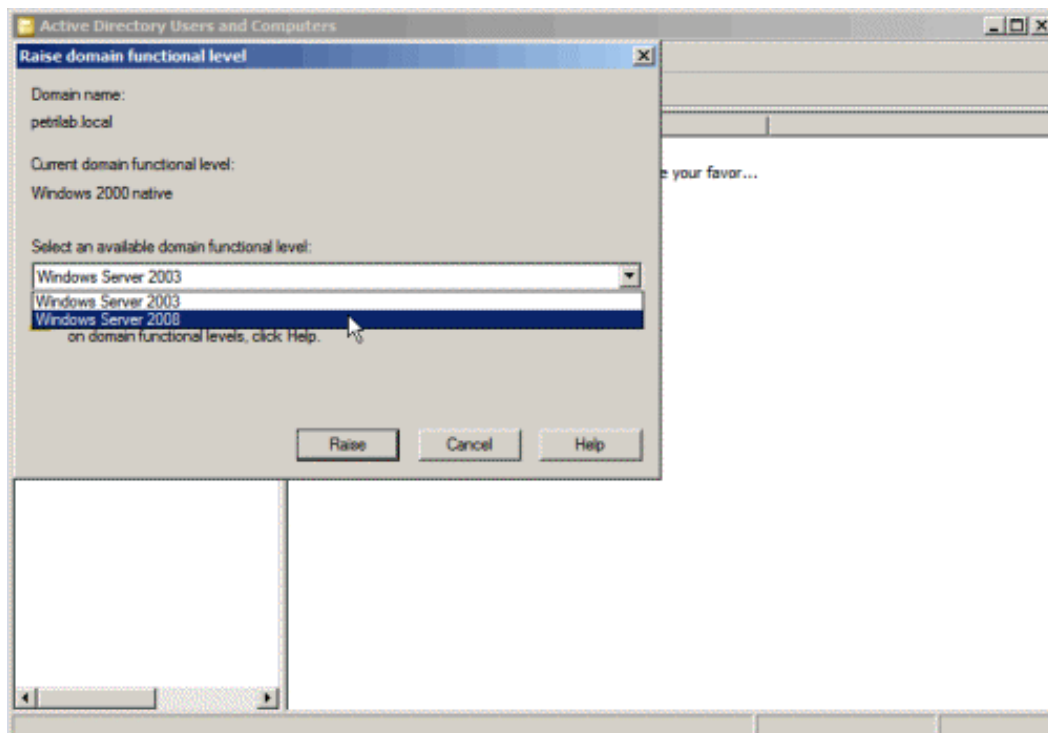 Active Directory Users and Computers
Raise domain functional level
Domain name:
petrilab.local
Current domain functional level:
e your favor...
Windows 2000 native
Select an available domain functional level:
Windows Server 2003
Windows Server 2003
Windows Server 2008
on domain functional levels, click Help.
Raise Cancel Help